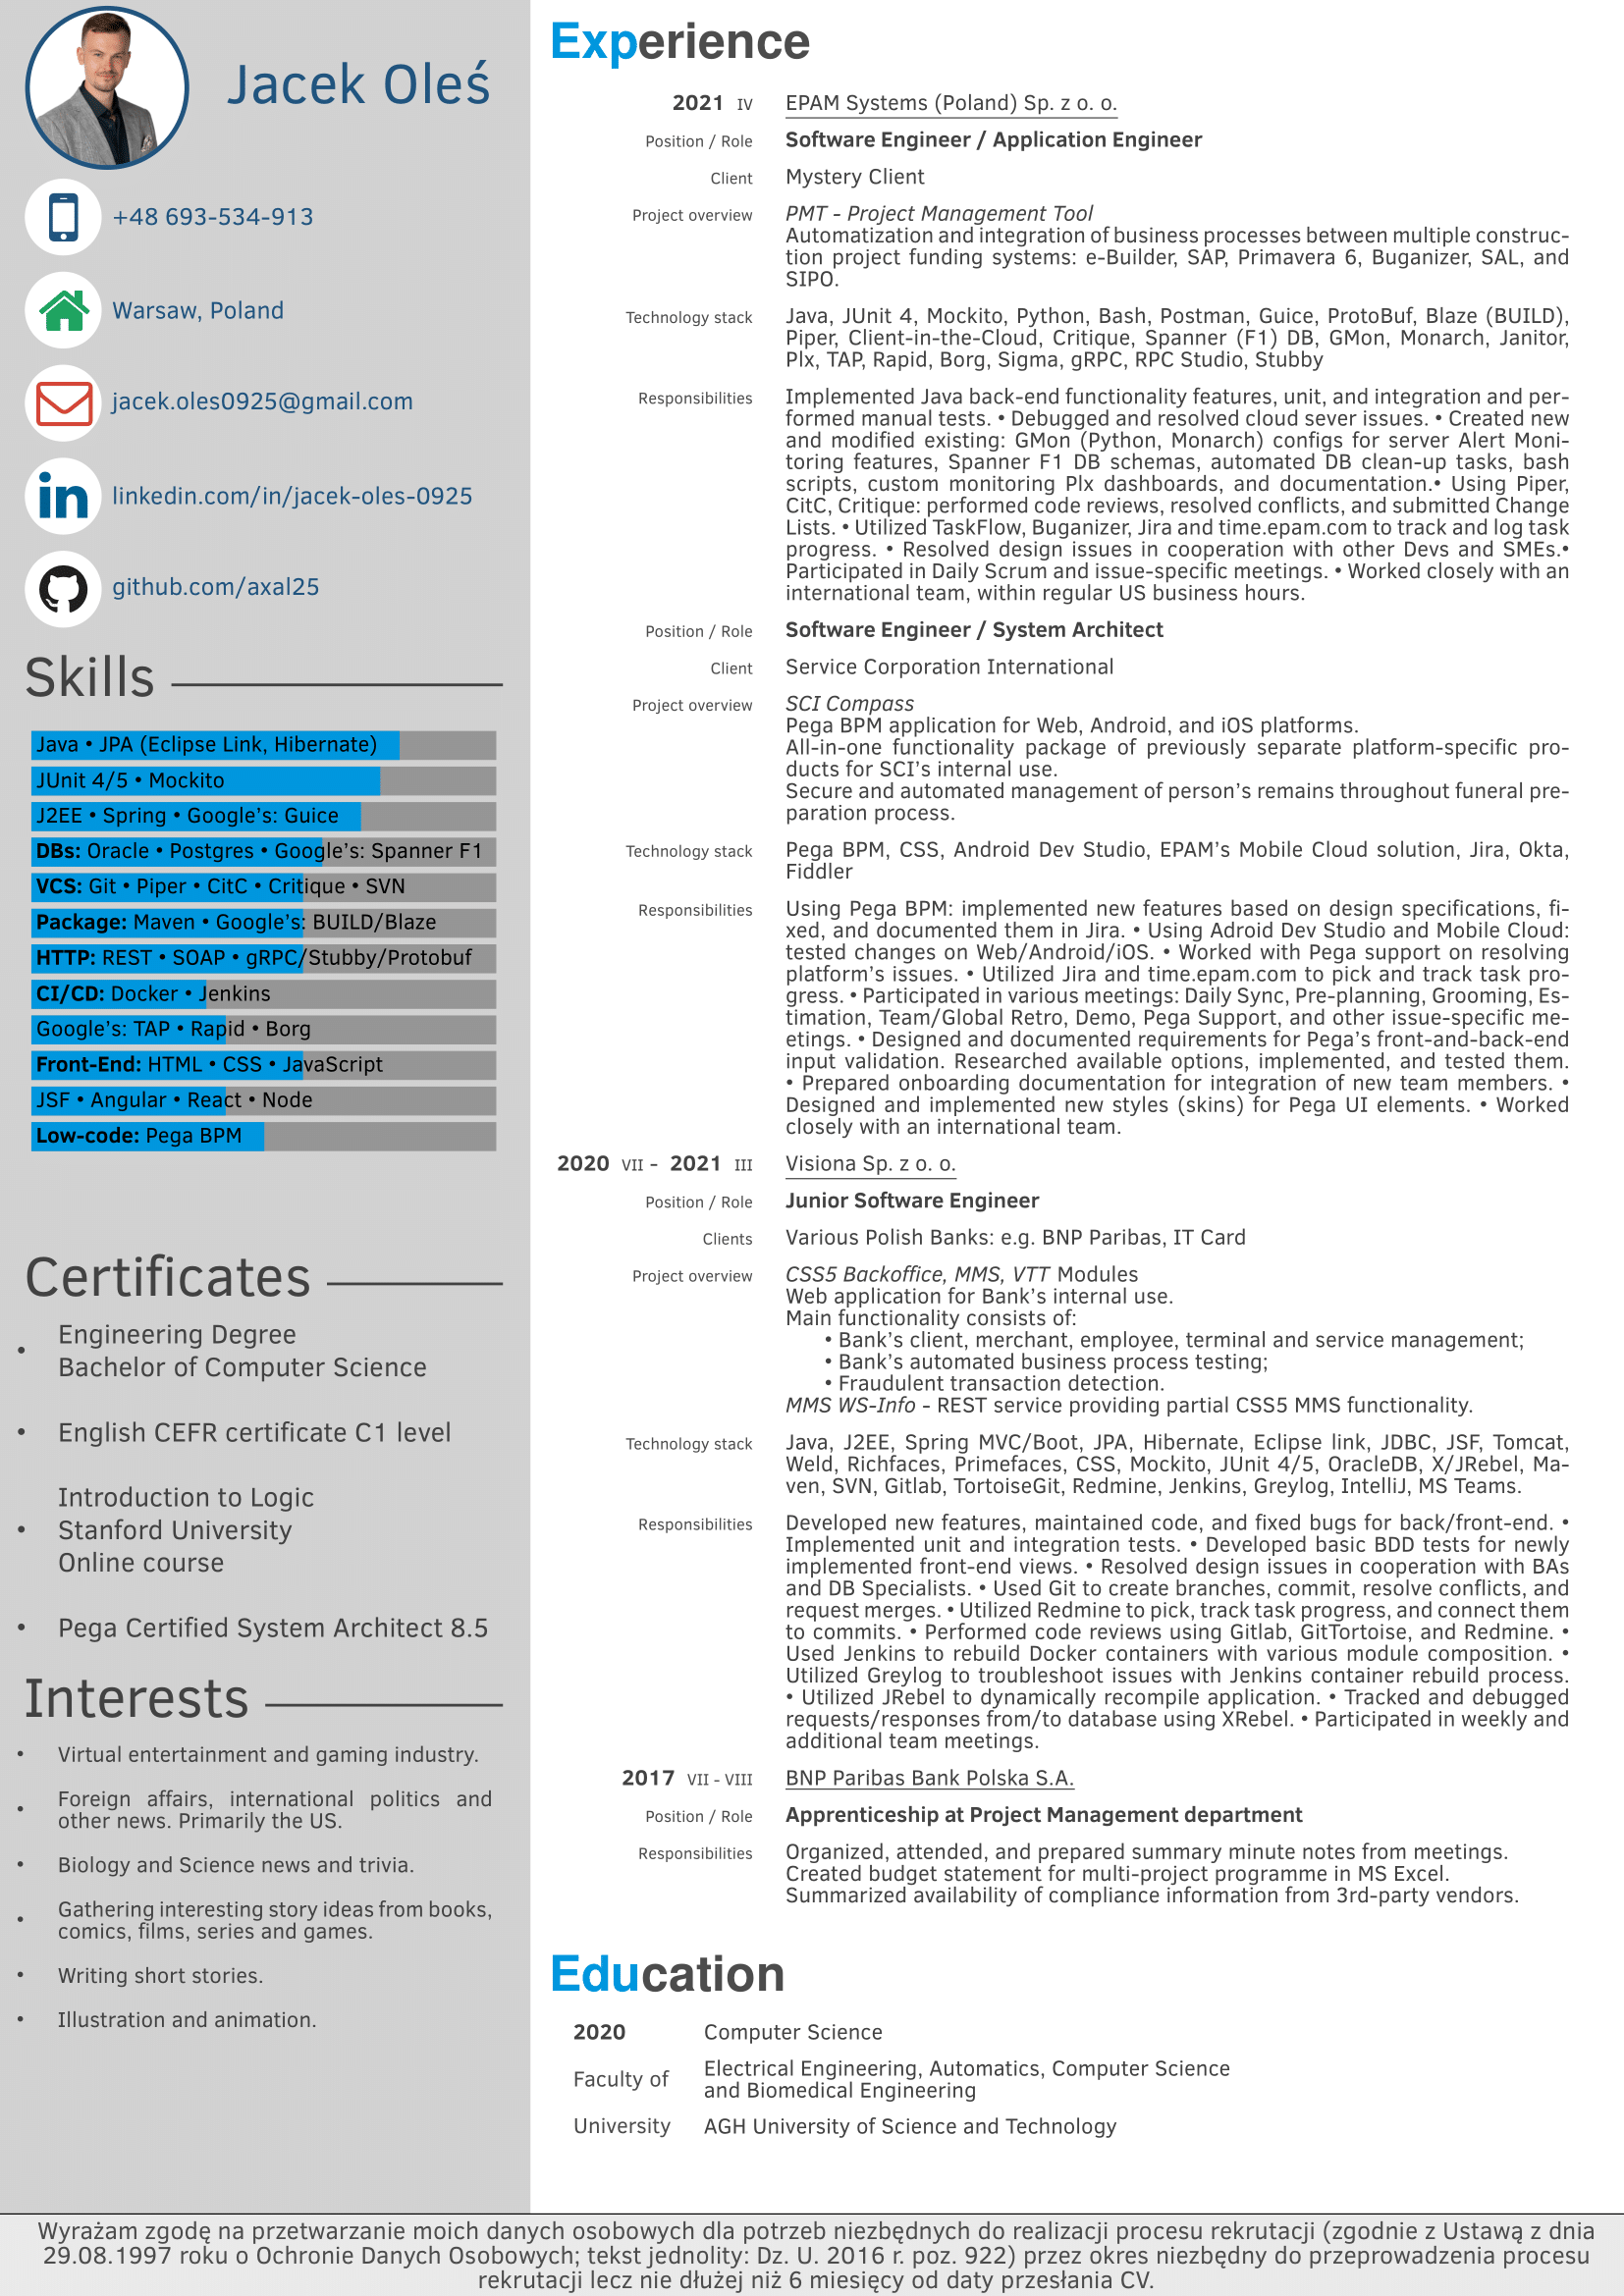 Jacek Oleś
+48 693-534-913
Warsaw, Poland
jacek.oles0925@gmail.com
in
linkedin.com/in/jacek-oles-0925
github.com/axal25
Skills
Java • JPA (Eclipse Link, Hibernate)
JUnit 4/5 • Mockito
J2EE • Spring • Google's: Guice
DBs: Oracle • Postgres • Google's: Spanner F1
VCS: Git • Piper • CitC • Critique • SVN
Package: Maven • Google's: BUILD/Blaze
HTTP: REST • SOAP • gRPC/Stubby/Protobuf
CI/CD: Docker • Jenkins
Google's: TAP • Rapid • Borg
Front-End: HTML • CSS • JavaScript
JSF • Angular • React • Node
Low-code: Pega BPM
Certificates
• Engineering Degree
Bachelor of Computer Science
• English CEFR certificate C1 level
• Introduction to Logic
Stanford University
Online course
• Pega Certified System Architect 8.5
Interests
• Virtual entertainment and gaming industry.
• Foreign affairs, international politics and
other news. Primarily the US.
• Biology and Science news and trivia.
• Gathering interesting story ideas from books,
comics, films, series and games.
• Writing short stories.
• Illustration and animation.
Experience
2021 IV EPAM Systems (Poland) Sp. z o. o.
Position / Role Software Engineer / Application Engineer
Client Mystery Client
Project overview PMT - Project Management Tool
Automatization and integration of business processes between multiple construc-
tion project funding systems: e-Builder, SAP, Primavera 6, Buganizer, SAL, and
SIPO.
Technology stack Java, JUnit 4, Mockito, Python, Bash, Postman, Guice, ProtoBuf, Blaze (BUILD),
Piper, Client-in-the-Cloud, Critique, Spanner (F1) DB, GMon, Monarch, Janitor,
Plx, TAP, Rapid, Borg, Sigma, gRPC, RPC Studio, Stubby
Responsibilities Implemented Java back-end functionality features, unit, and integration and per-
formed manual tests. • Debugged and resolved cloud sever issues. • Created new
and modified existing: GMon (Python, Monarch) configs for server Alert Moni-
toring features, Spanner F1 DB schemas, automated DB clean-up tasks, bash
scripts, custom monitoring Plx dashboards, and documentation.• Using Piper,
CitC, Critique: performed code reviews, resolved conflicts, and submitted Change
Lists. • Utilized TaskFlow, Buganizer, Jira and time.epam.com to track and log task
progress. • Resolved design issues in cooperation with other Devs and SMEs.•
Participated in Daily Scrum and issue-specific meetings. • Worked closely with an
international team, within regular US business hours.
Position / Role Software Engineer / System Architect
Client Service Corporation International
Project overview SCI Compass
Pega BPM application for Web, Android, and iOS platforms.
All-in-one functionality package of previously separate platform-specific pro-
ducts for SCI's internal use.
Secure and automated management of person's remains throughout funeral pre-
paration process.
Technology stack Pega BPM, CSS, Android Dev Studio, EPAM's Mobile Cloud solution, Jira, Okta,
Fiddler
Responsibilities Using Pega BPM: implemented new features based on design specifications, fi-
xed, and documented them in Jira. • Using Adroid Dev Studio and Mobile Cloud:
tested changes on Web/Android/iOS. • Worked with Pega support on resolving
platform's issues. • Utilized Jira and time.epam.com to pick and track task pro-
gress. • Participated in various meetings: Daily Sync, Pre-planning, Grooming, Es-
timation, Team/Global Retro, Demo, Pega Support, and other issue-specific me-
etings. • Designed and documented requirements for Pega's front-and-back-end
input validation. Researched available options, implemented, and tested them.
• Prepared onboarding documentation for integration of new team members. •
Designed and implemented new styles (skins) for Pega UI elements. • Worked
closely with an international team.
2020 VII - 2021 III Visiona Sp. z o. o.
Position / Role Junior Software Engineer
Clients Various Polish Banks: e.g. BNP Paribas, IT Card
Project overview CSS5 Backoffice, MMS, VTT Modules
Web application for Bank's internal use.
Main functionality consists of:
• Bank's client, merchant, employee, terminal and service management;
• Bank's automated business process testing;
• Fraudulent transaction detection.
MMS WS-Info - REST service providing partial CSS5 MMS functionality.
Technology stack Java, J2EE, Spring MVC/Boot, JPA, Hibernate, Eclipse link, JDBC, JSF, Tomcat,
Weld, Richfaces, Primefaces, CSS, Mockito, JUnit 4/5, OracleDB, X/JRebel, Ma-
ven, SVN, Gitlab, TortoiseGit, Redmine, Jenkins, Greylog, IntelliJ, MS Teams.
Responsibilities Developed new features, maintained code, and fixed bugs for back/front-end. •
Implemented unit and integration tests. • Developed basic BDD tests for newly
implemented front-end views. • Resolved design issues in cooperation with BAs
and DB Specialists. • Used Git to create branches, commit, resolve conflicts, and
request merges. • Utilized Redmine to pick, track task progress, and connect them
to commits. • Performed code reviews using Gitlab, GitTortoise, and Redmine. •
Used Jenkins to rebuild Docker containers with various module composition. •
Utilized Greylog to troubleshoot issues with Jenkins container rebuild process.
• Utilized JRebel to dynamically recompile application. • Tracked and debugged
requests/responses from/to database using XRebel. • Participated in weekly and
additional team meetings.
2017 VII - VIII BNP Paribas Bank Polska S.A.
Position / Role Apprenticeship at Project Management department
Responsibilities Organized, attended, and prepared summary minute notes from meetings.
Created budget statement for multi-project programme in MS Excel.
Summarized availability of compliance information from 3rd-party vendors.
Education
2020 Computer Science
Faculty of Electrical Engineering, Automatics, Computer Science
and Biomedical Engineering
University AGH University of Science and Technology
Wyrażam zgodę na przetwarzanie moich danych osobowych dla potrzeb niezbędnych do realizacji procesu rekrutacji (zgodnie z Ustawą z dnia
29.08.1997 roku o Ochronie Danych Osobowych; tekst jednolity: Dz. U. 2016 r. poz. 922) przez okres niezbędny do przeprowadzenia procesu
rekrutacji lecz nie dłużej niż 6 miesięcy od daty przesłania CV.